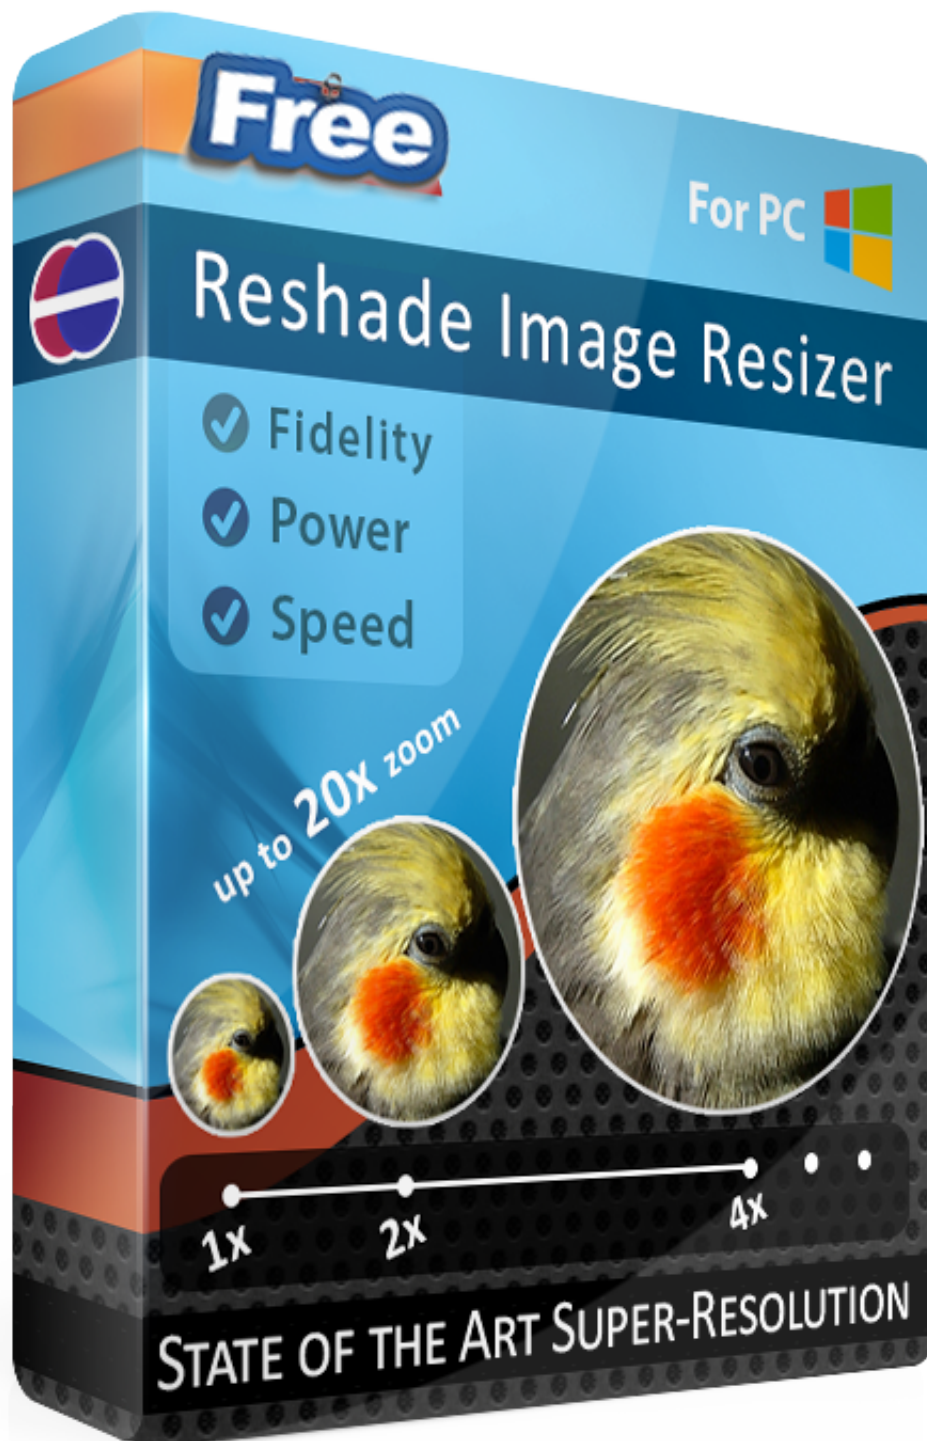 Free
For PC
Reshade Image Resizer
Fidelity
Power
Speed
up to 20x zoom
1x 2x 4x
STATE OF THE ART SUPER-RESOLUTION